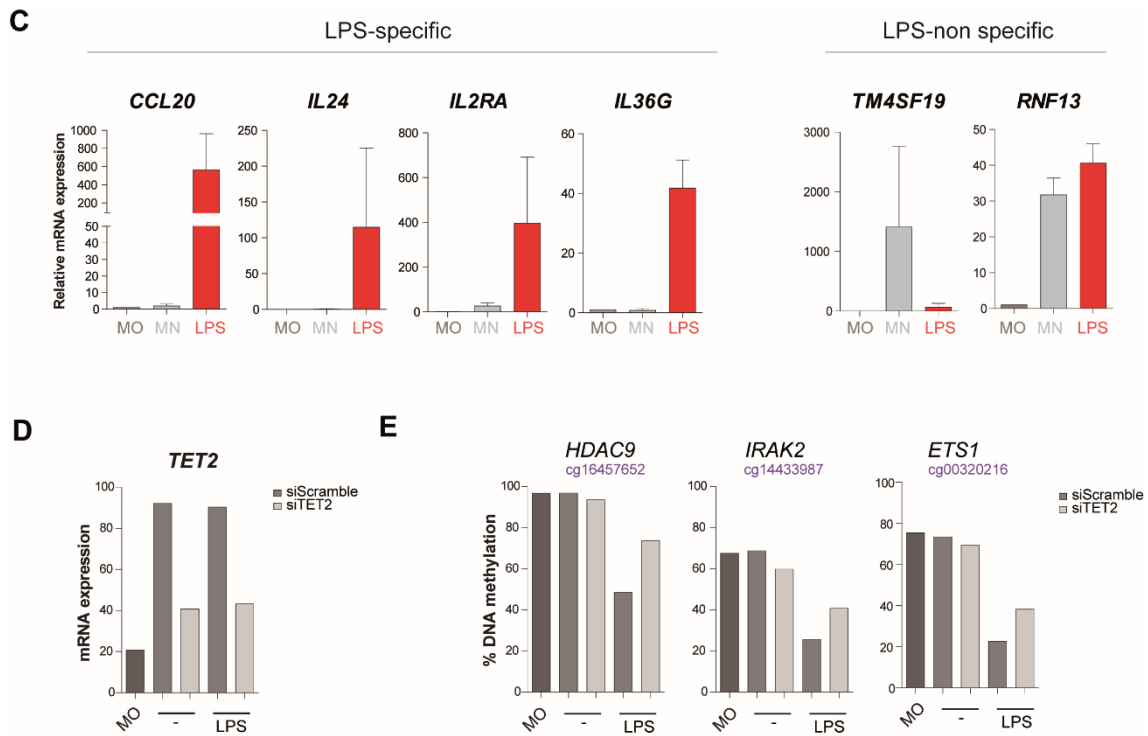 C
LPS-specific
LPS-non specific
CCL20
IL24
IL2RA
IL36G
TM4SF19
RNF13
Relative mRNA expression
1000
800
600
400
200
50
40
30
20
10
0
MO MN LPS
250
200
150
100
50
0
MO MN LPS
800
600
400
200
0
MO MN LPS
60
40
20
0
MO MN LPS
3000
2000
1000
0
MO MN LPS
50
40
30
20
10
0
MO MN LPS
D
TET2
mRNA expression
100
80
60
40
20
0
MO - LPS
siScramble
siTET2
E
HDAC9
cg16457652
% DNA methylation
100
80
60
40
20
0
MO - LPS
IRAK2
cg14433987
100
80
60
40
20
0
MO - LPS
ETS1
cg00320216
100
80
60
40
20
0
MO - LPS
siScramble
siTET2